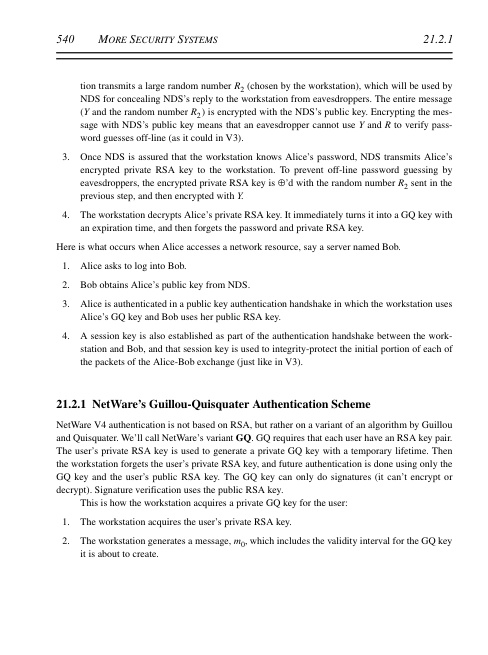 540 MORE SECURITY SYSTEMS 21.2.1
tion transmits a large random number R2 (chosen by the workstation), which will be used by
NDS for concealing NDS’s reply to the workstation from eavesdroppers. The entire message
(Y and the random number R2) is encrypted with the NDS’s public key. Encrypting the mes-
sage with NDS’s public key means that an eavesdropper cannot use Y and R to verify pass-
word guesses off-line (as it could in V3).
3. Once NDS is assured that the workstation knows Alice’s password, NDS transmits Alice’s
encrypted private RSA key to the workstation. To prevent off-line password guessing by
eavesdroppers, the encrypted private RSA key is ⊕’d with the random number R2 sent in the
previous step, and then encrypted with Y.
4. The workstation decrypts Alice’s private RSA key. It immediately turns it into a GQ key with
an expiration time, and then forgets the password and private RSA key.
Here is what occurs when Alice accesses a network resource, say a server named Bob.
1. Alice asks to log into Bob.
2. Bob obtains Alice’s public key from NDS.
3. Alice is authenticated in a public key authentication handshake in which the workstation uses
Alice’s GQ key and Bob uses her public RSA key.
4. A session key is also established as part of the authentication handshake between the work-
station and Bob, and that session key is used to integrity-protect the initial portion of each of
the packets of the Alice-Bob exchange (just like in V3).
21.2.1 NetWare’s Guillou-Quisquater Authentication Scheme
NetWare V4 authentication is not based on RSA, but rather on a variant of an algorithm by Guillou
and Quisquater. We’ll call NetWare’s variant GQ. GQ requires that each user have an RSA key pair.
The user’s private RSA key is used to generate a private GQ key with a temporary lifetime. Then
the workstation forgets the user’s private RSA key, and future authentication is done using only the
GQ key and the user’s public RSA key. The GQ key can only do signatures (it can’t encrypt or
decrypt). Signature verification uses the public RSA key.
This is how the workstation acquires a private GQ key for the user:
1. The workstation acquires the user’s private RSA key.
2. The workstation generates a message, m0, which includes the validity interval for the GQ key
it is about to create.